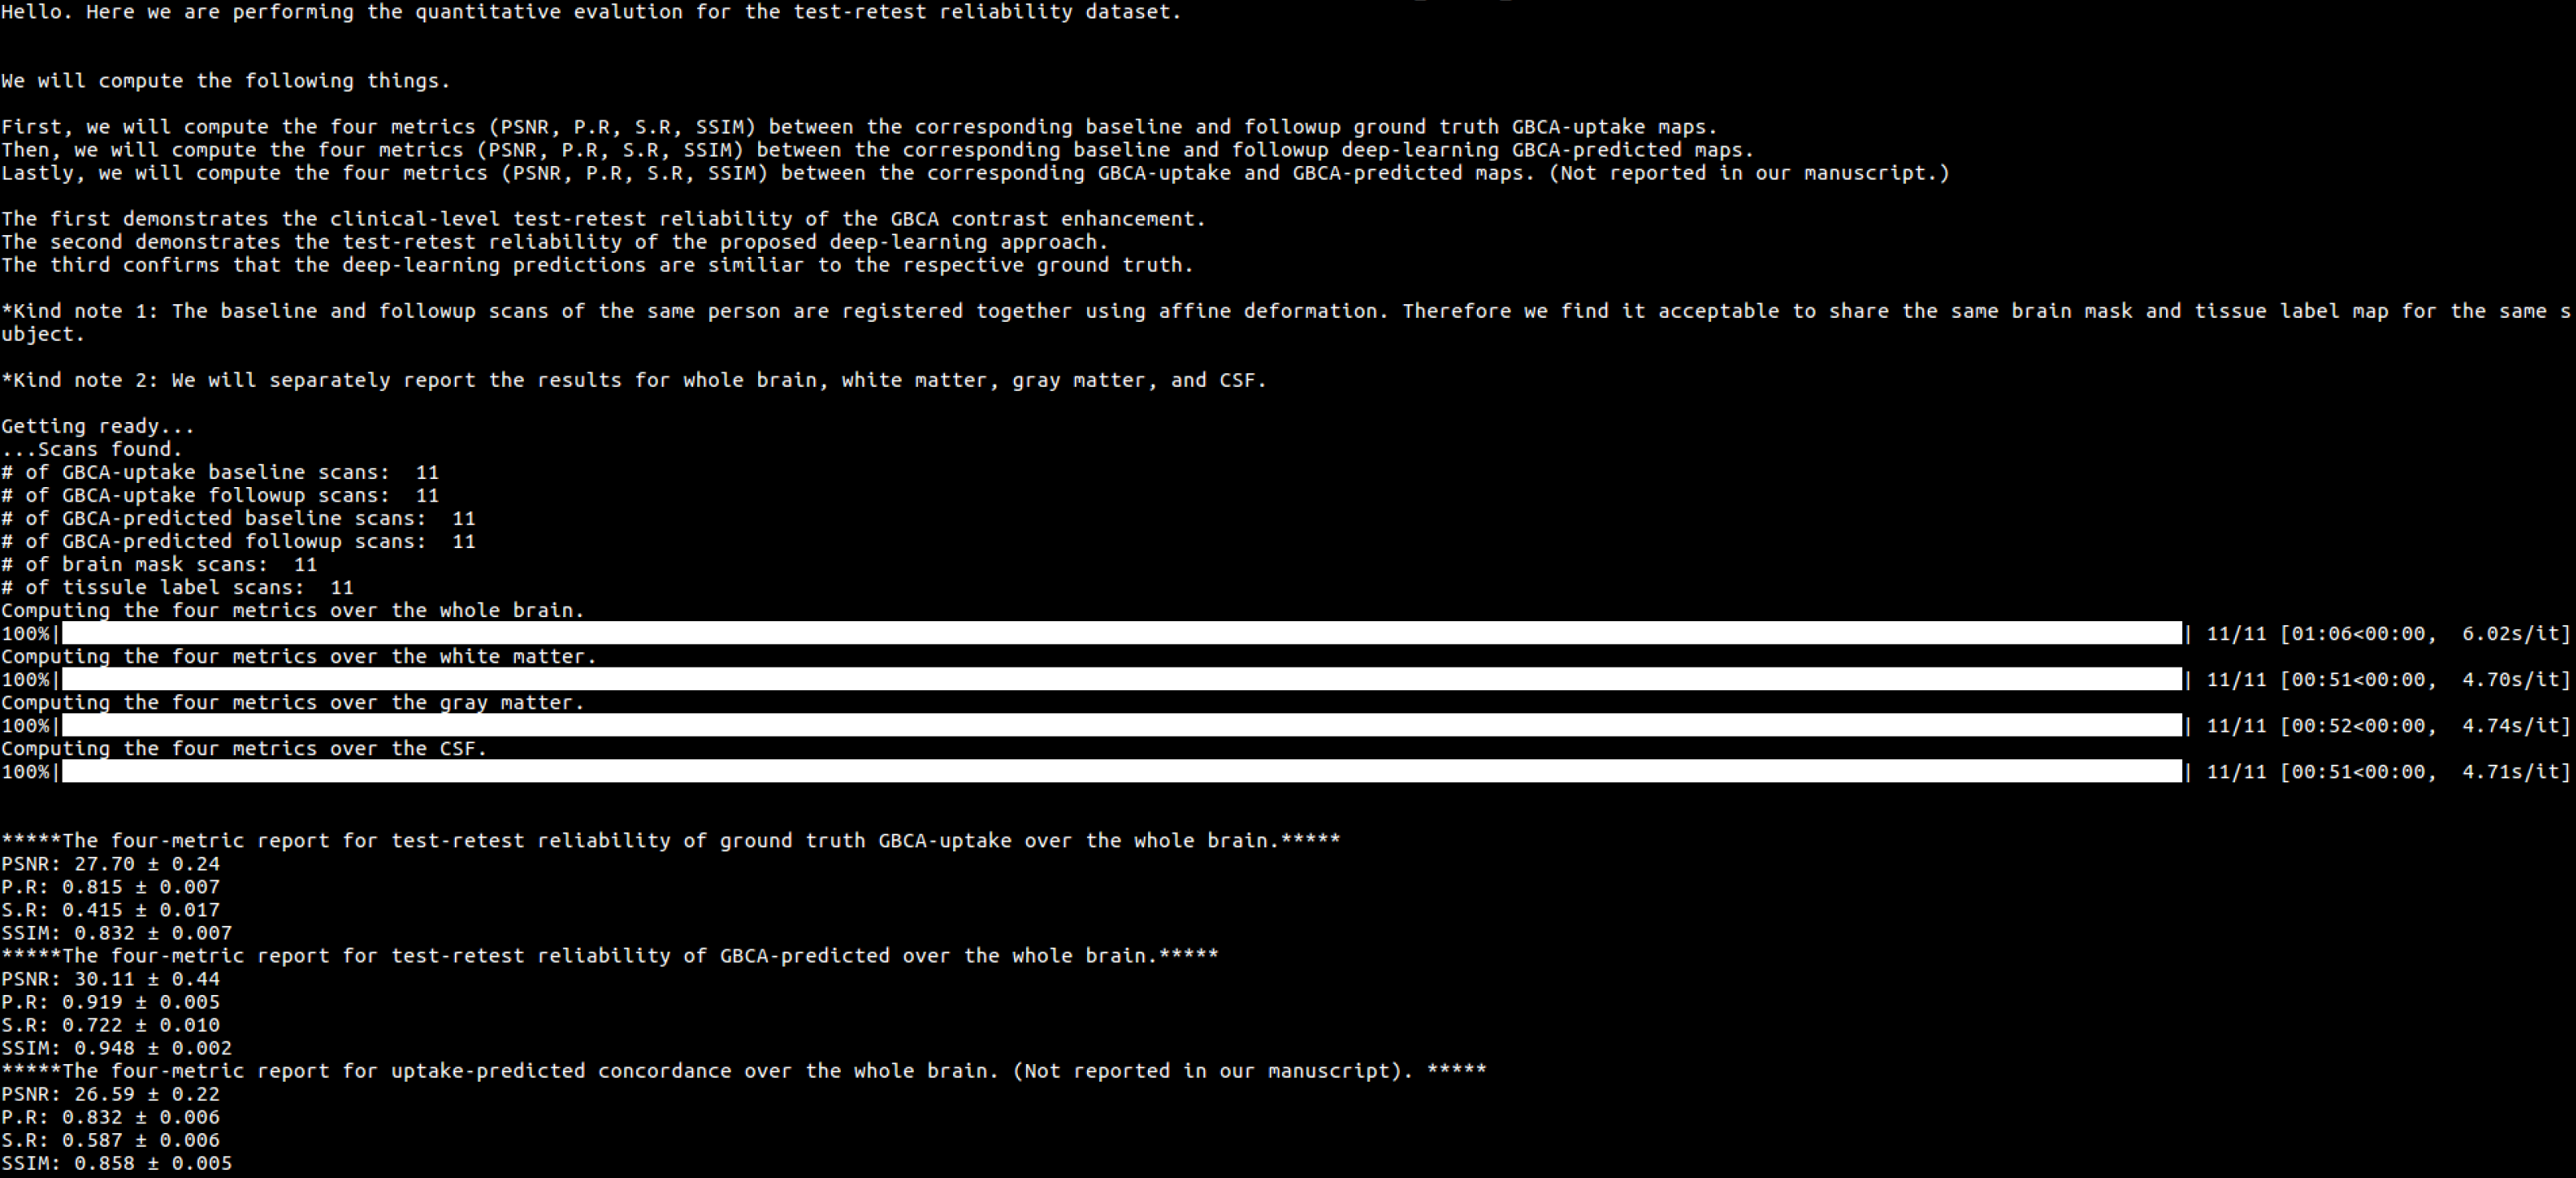 Hello. Here we are performing the quantitative evalution for the test-retest reliability dataset.
We will compute the following things.
First, we will compute the four metrics (PSNR, P.R, S.R, SSIM) between the corresponding baseline and followup ground truth GBCA-uptake maps.
Then, we will compute the four metrics (PSNR, P.R, S.R, SSIM) between the corresponding baseline and followup deep-learning GBCA-predicted maps.
Lastly, we will compute the four metrics (PSNR, P.R, S.R, SSIM) between the corresponding GBCA-uptake and GBCA-predicted maps. (Not reported in our manuscript.)
The first demonstrates the clinical-level test-retest reliability of the GBCA contrast enhancement.
The second demonstrates the test-retest reliability of the proposed deep-learning approach.
The third confirms that the deep-learning predictions are similiar to the respective ground truth.
*Kind note 1: The baseline and followup scans of the same person are registered together using affine deformation. Therefore we find it acceptable to share the same brain mask and tissue label map for the same s
ubject.
*Kind note 2: We will separately report the results for whole brain, white matter, gray matter, and CSF.
Getting ready...
...Scans found.
# of GBCA-uptake baseline scans:  11
# of GBCA-uptake followup scans:  11
# of GBCA-predicted baseline scans:  11
# of GBCA-predicted followup scans:  11
# of brain mask scans:  11
# of tissule label scans:  11
Computing the four metrics over the whole brain.
100%| | 11/11 [01:06<00:00,  6.02s/it]
Computing the four metrics over the white matter.
100%| | 11/11 [00:51<00:00,  4.70s/it]
Computing the four metrics over the gray matter.
100%| | 11/11 [00:52<00:00,  4.74s/it]
Computing the four metrics over the CSF.
100%| | 11/11 [00:51<00:00,  4.71s/it]
*****The four-metric report for test-retest reliability of ground truth GBCA-uptake over the whole brain.*****
PSNR: 27.70 ± 0.24
P.R: 0.815 ± 0.007
S.R: 0.415 ± 0.017
SSIM: 0.832 ± 0.007
*****The four-metric report for test-retest reliability of GBCA-predicted over the whole brain.*****
PSNR: 30.11 ± 0.44
P.R: 0.919 ± 0.005
S.R: 0.722 ± 0.010
SSIM: 0.948 ± 0.002
*****The four-metric report for uptake-predicted concordance over the whole brain. (Not reported in our manuscript). *****
PSNR: 26.59 ± 0.22
P.R: 0.832 ± 0.006
S.R: 0.587 ± 0.006
SSIM: 0.858 ± 0.005